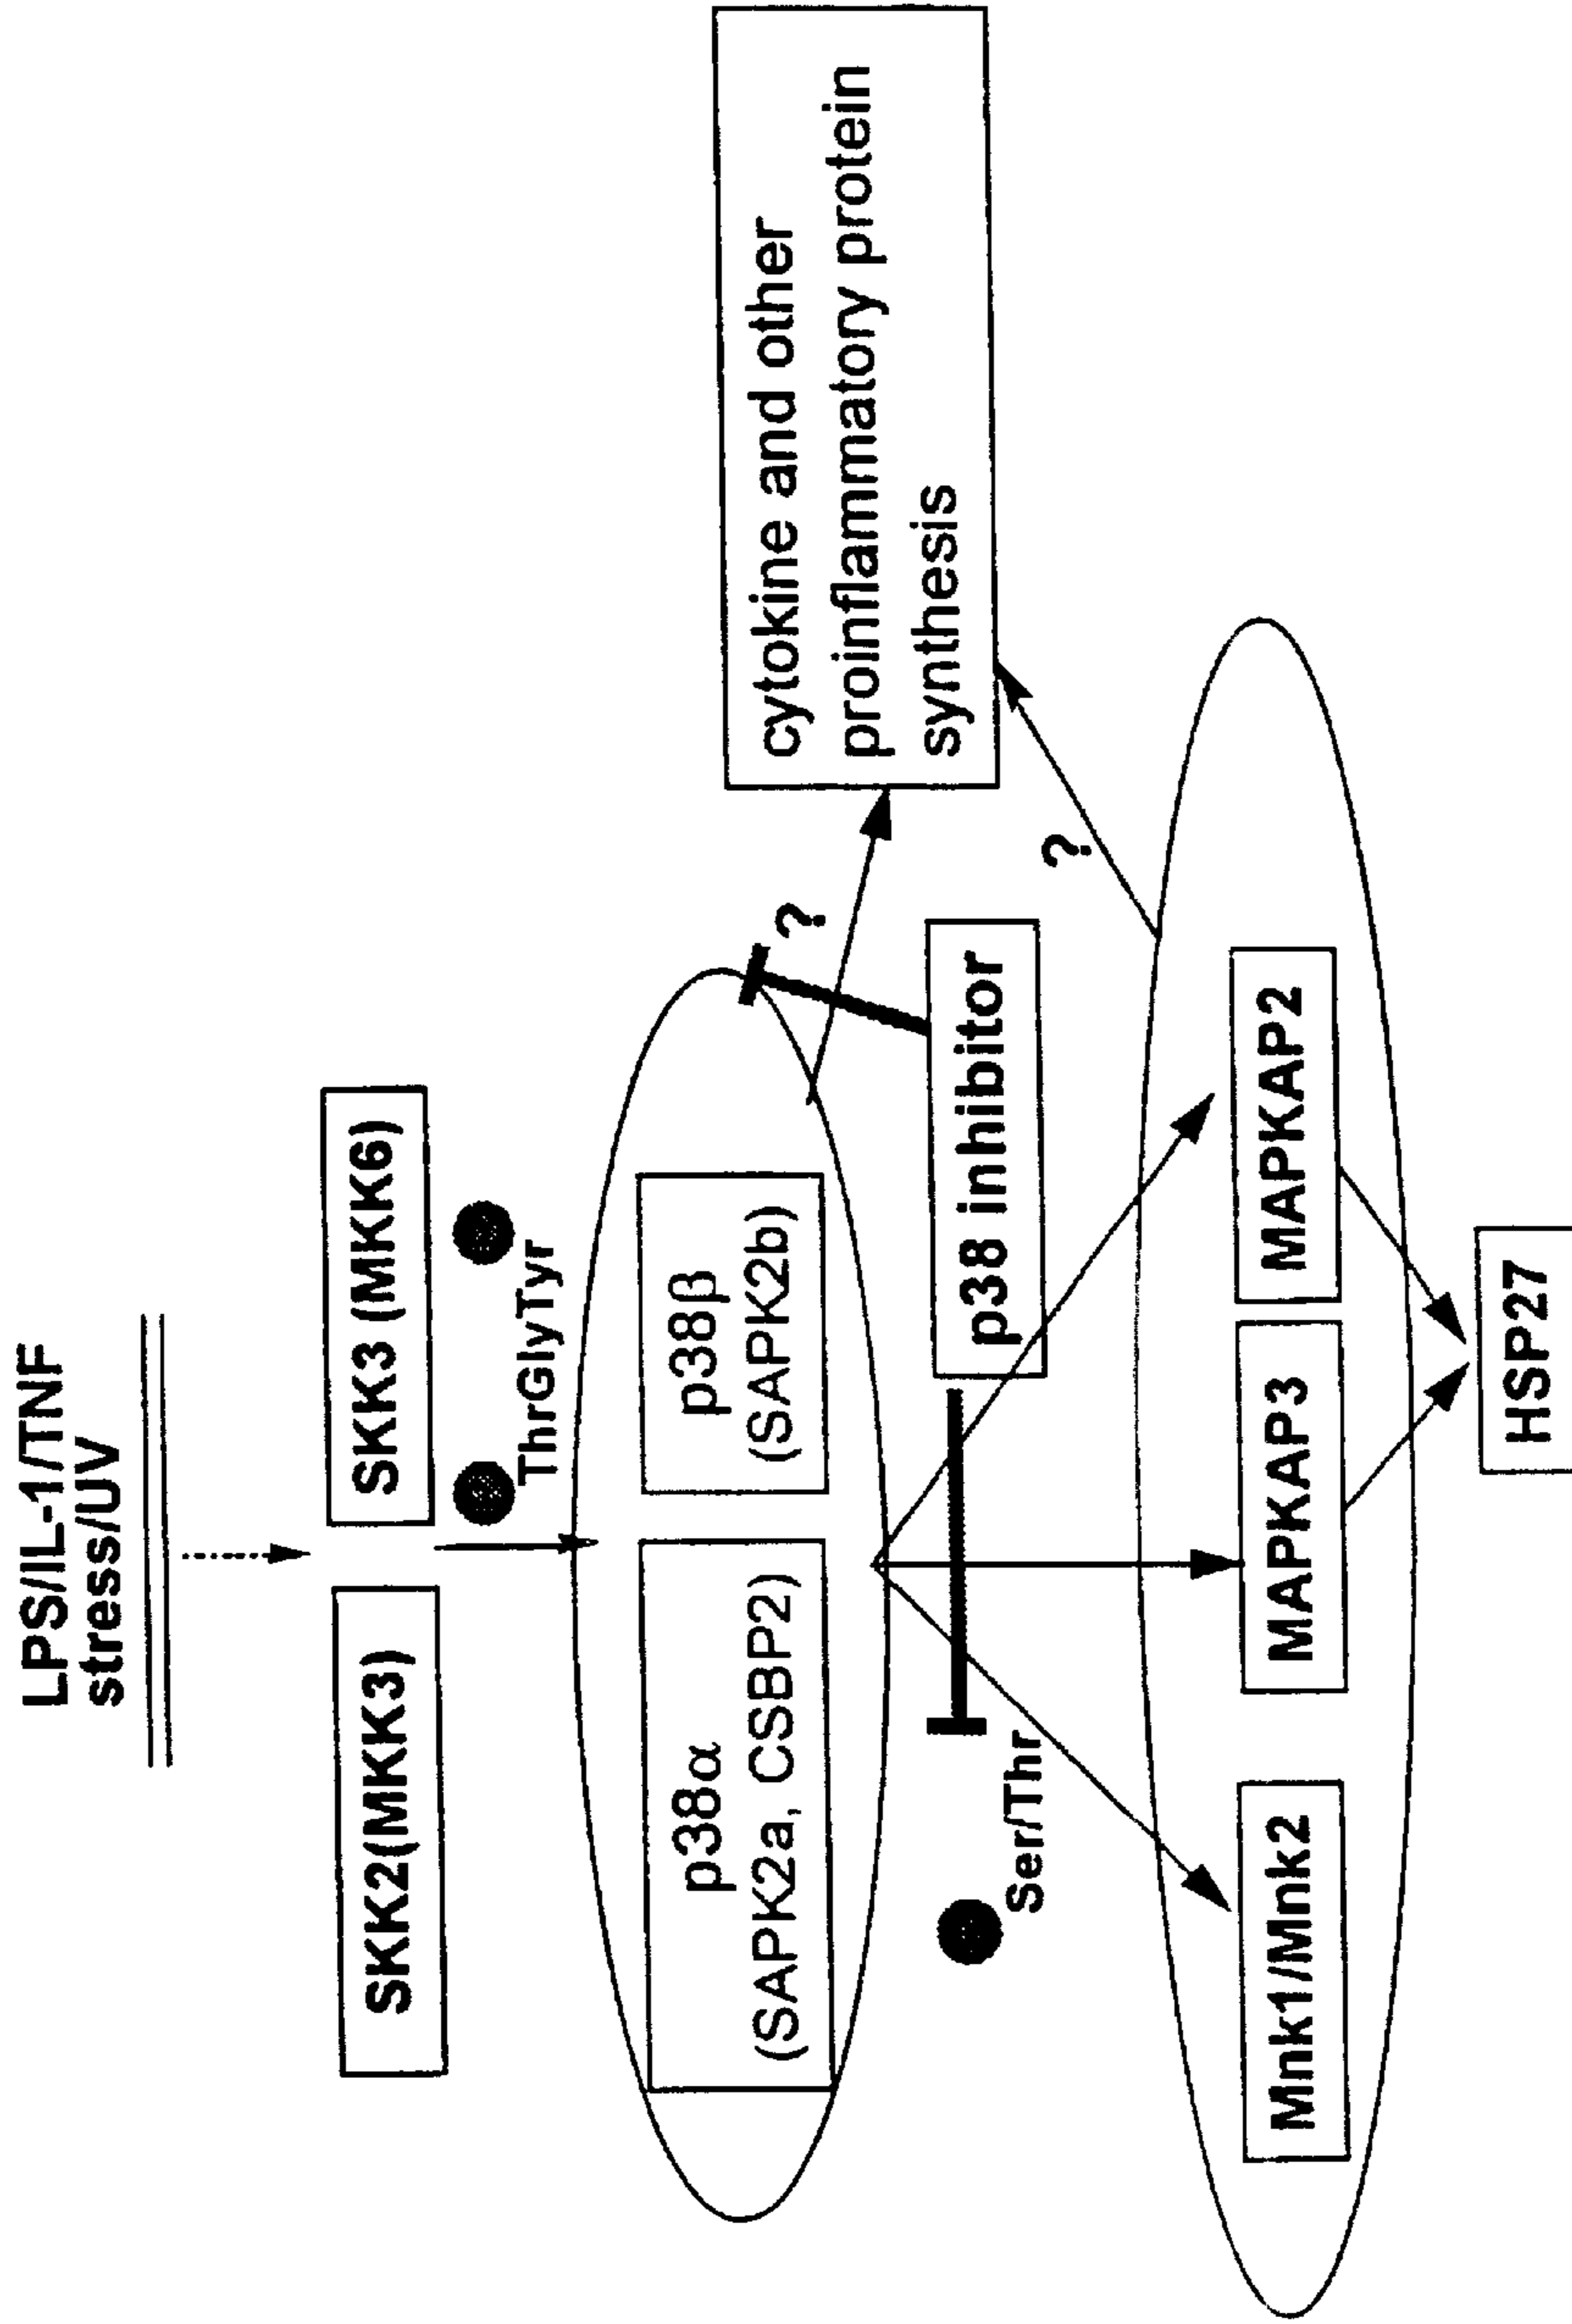 LPS/IL-1/TNF
stress/UV
SKK2(MKK3)
SKK3 (MKK6)
ThrGlyTyr
p38α
(SAPK2a, CSBP2)
p38β
(SAPK2b)
?
cytokine and other
proinflammatory protein
synthesis
Ser/Thr
p38 inhibitor
?
Mnk1/Mnk2
MAPKAP3
MAPKAP2
HSP27